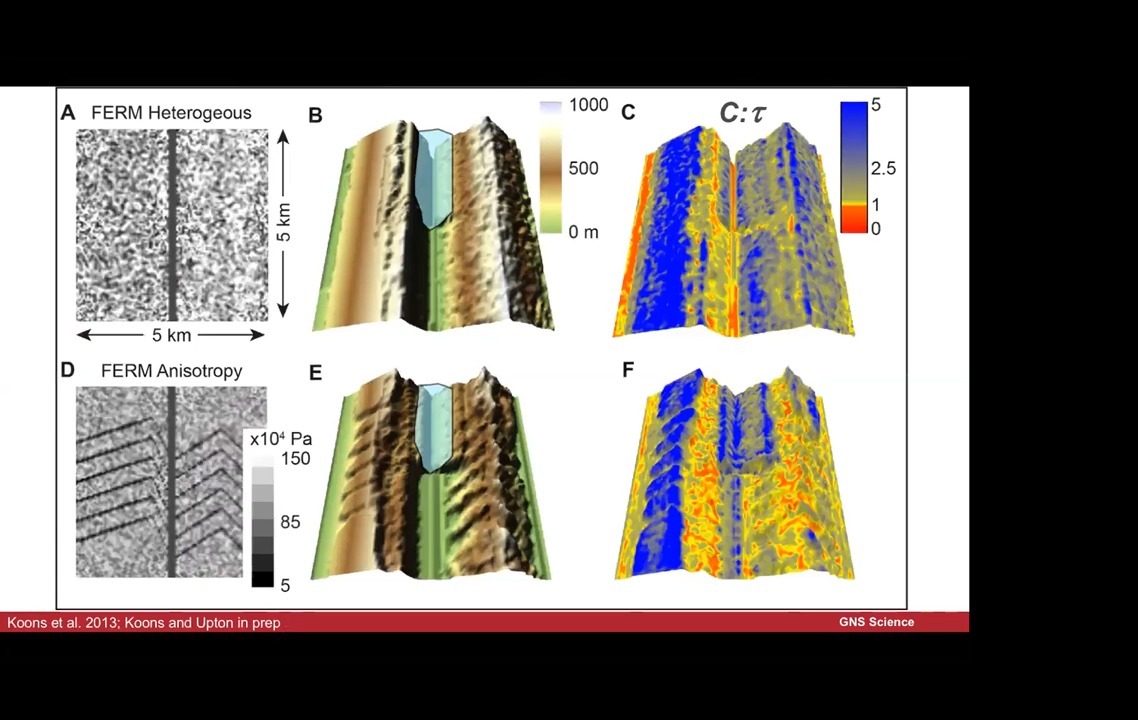 A FERM Heterogeous
5 km
5 km
B
1000
500
0 m
C
C:τ
5
2.5
1
0
D FERM Anisotropy
x10⁴ Pa
150
85
5
E
F
Koons et al. 2013; Koons and Upton in prep
GNS Science